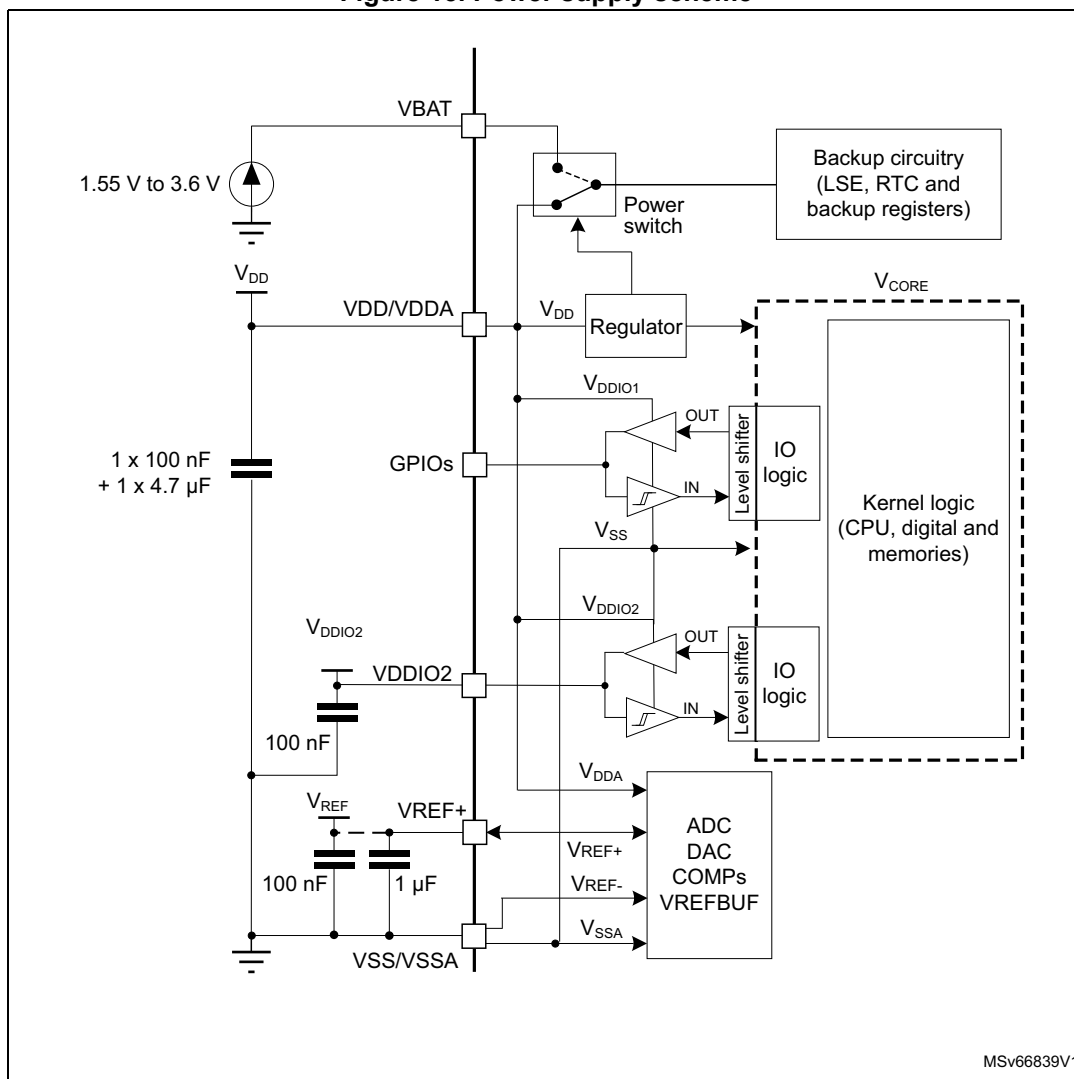 VBAT
1.55 V to 3.6 V
Power
switch
Backup circuitry
(LSE, RTC and
backup registers)
VDD
VDD/VDDA
VDD
Regulator
VCORE
VDDIO1
OUT
GPIOs
IN
Level shifter
IO
logic
1 x 100 nF
+ 1 x 4.7 µF
Kernel logic
(CPU, digital and
memories)
VSS
VDDIO2
VDDIO2
OUT
VDDIO2
IN
Level shifter
IO
logic
100 nF
VDDA
VREF
VREF+
VREF+
ADC
DAC
COMPs
VREFBUF
100 nF
1 µF
VREF-
VSSA
VSS/VSSA
MSv66839V1